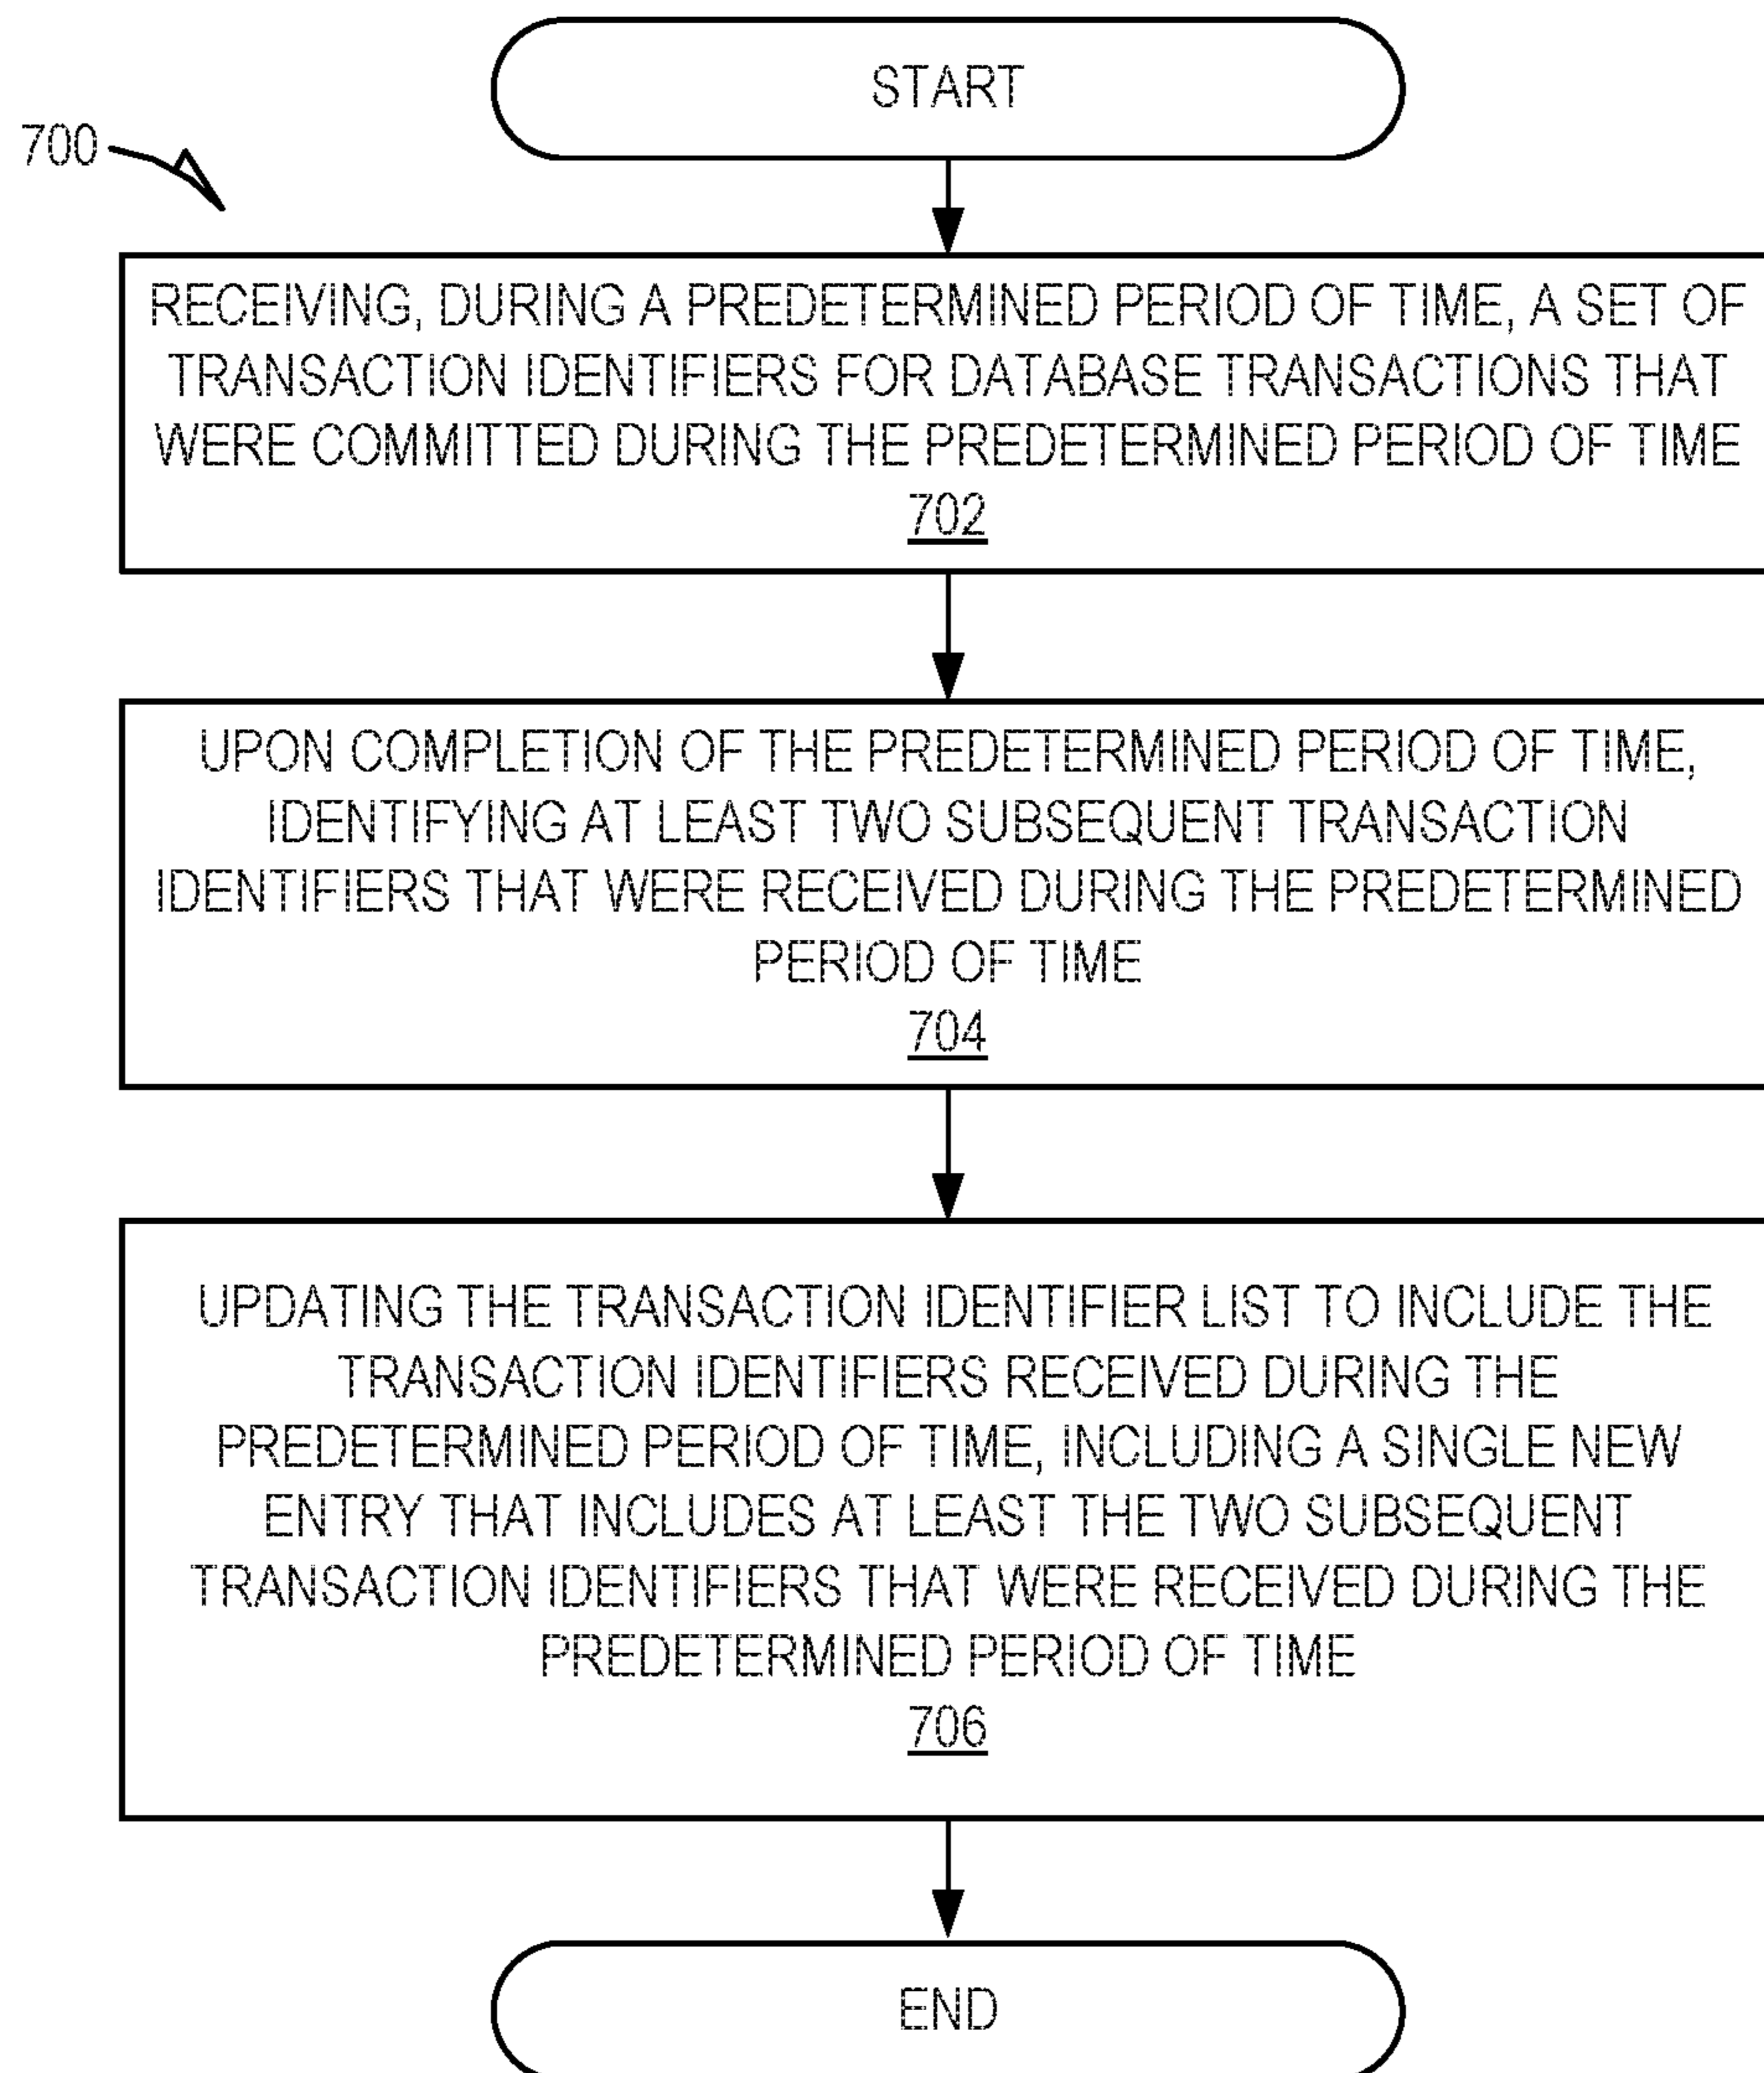 START
700
RECEIVING, DURING A PREDETERMINED PERIOD OF TIME, A SET OF
TRANSACTION IDENTIFIERS FOR DATABASE TRANSACTIONS THAT
WERE COMMITTED DURING THE PREDETERMINED PERIOD OF TIME
702
UPON COMPLETION OF THE PREDETERMINED PERIOD OF TIME,
IDENTIFYING AT LEAST TWO SUBSEQUENT TRANSACTION
IDENTIFIERS THAT WERE RECEIVED DURING THE PREDETERMINED
PERIOD OF TIME
704
UPDATING THE TRANSACTION IDENTIFIER LIST TO INCLUDE THE
TRANSACTION IDENTIFIERS RECEIVED DURING THE
PREDETERMINED PERIOD OF TIME, INCLUDING A SINGLE NEW
ENTRY THAT INCLUDES AT LEAST THE TWO SUBSEQUENT
TRANSACTION IDENTIFIERS THAT WERE RECEIVED DURING THE
PREDETERMINED PERIOD OF TIME
706
END